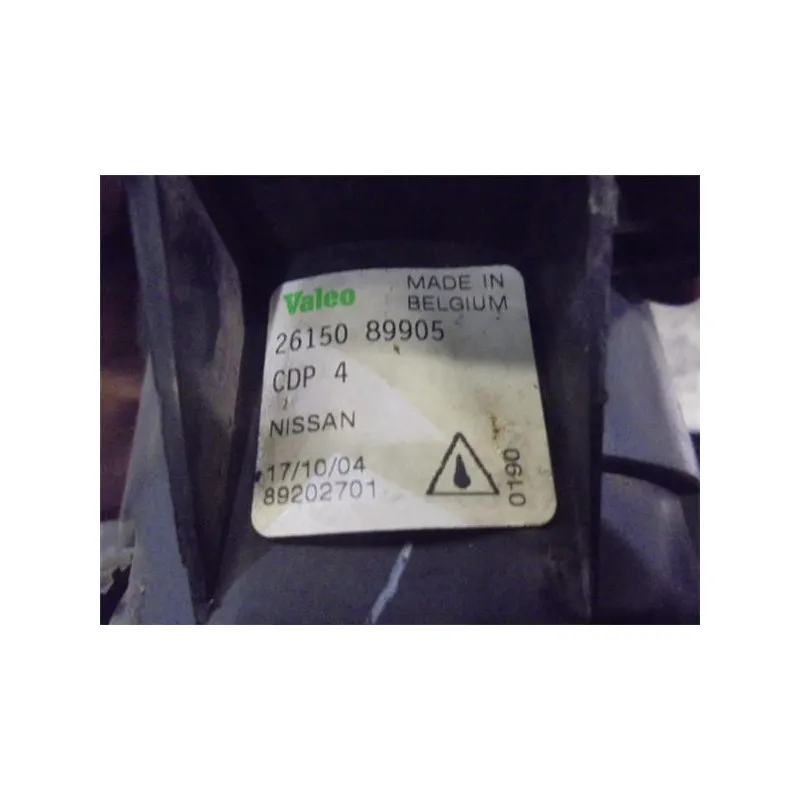 Valeo
MADE IN
BELGIUM
26150 89905
CDP 4
NISSAN
17/10/04
89202701
0190